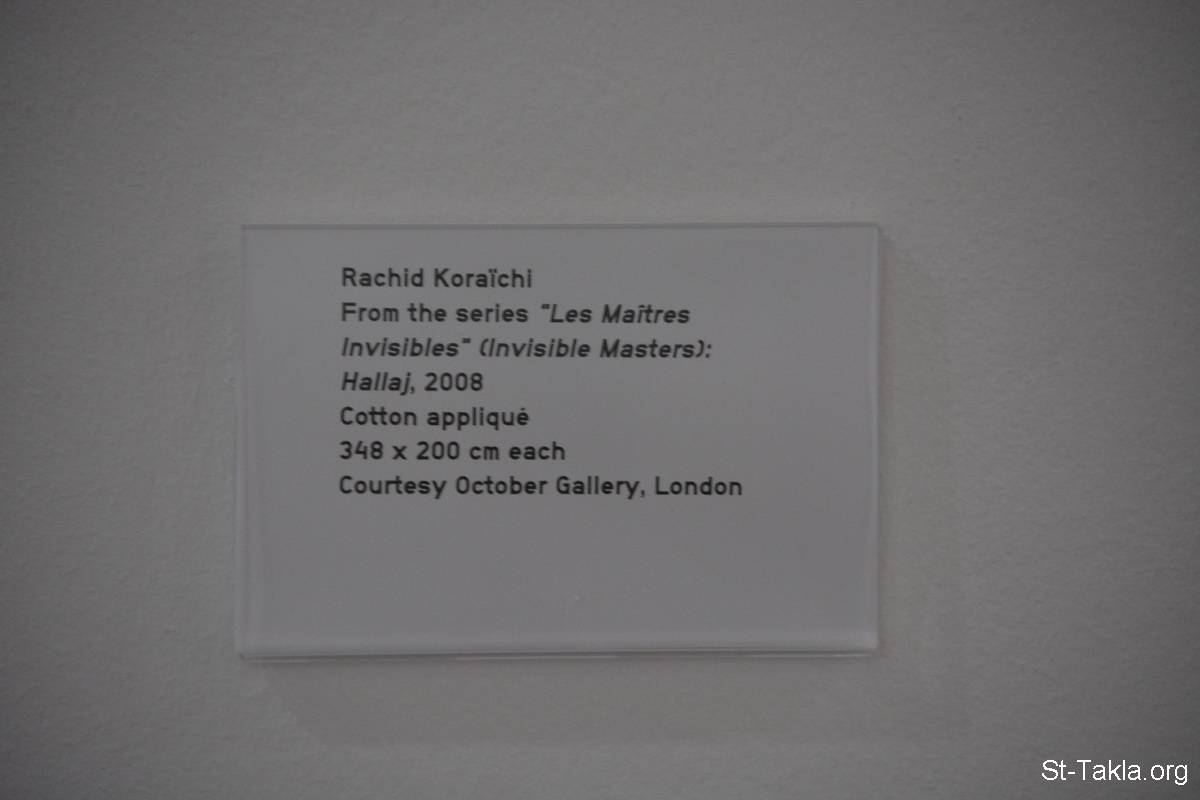 Rachid Koraïchi
From the series "Les Maîtres
Invisibles" (Invisible Masters):
Hallaj, 2008
Cotton appliqué
348 x 200 cm each
Courtesy October Gallery, London
St-Takla.org